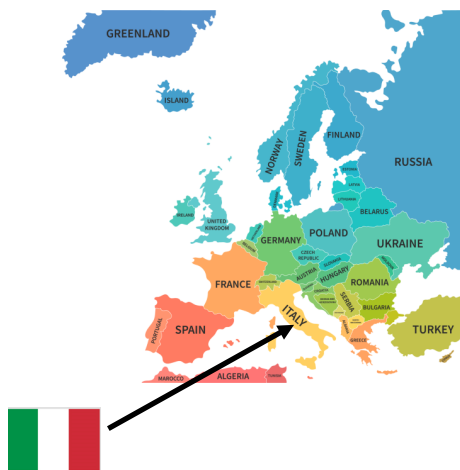 GREENLAND
ISLAND
NORWAY
SWEDEN
FINLAND
RUSSIA
ESTONIA
LATVIA
LITHUANIA
BELARUS
IRELAND
UNITED
KINGDOM
GERMANY
POLAND
UKRAINE
CZECH
REPUBLIC
AUSTRIA
HUNGARY
FRANCE
ROMANIA
ITALY
SERBIA
BULGARIA
PORTUGAL
SPAIN
GREECE
TURKEY
MAROCCO
ALGERIA